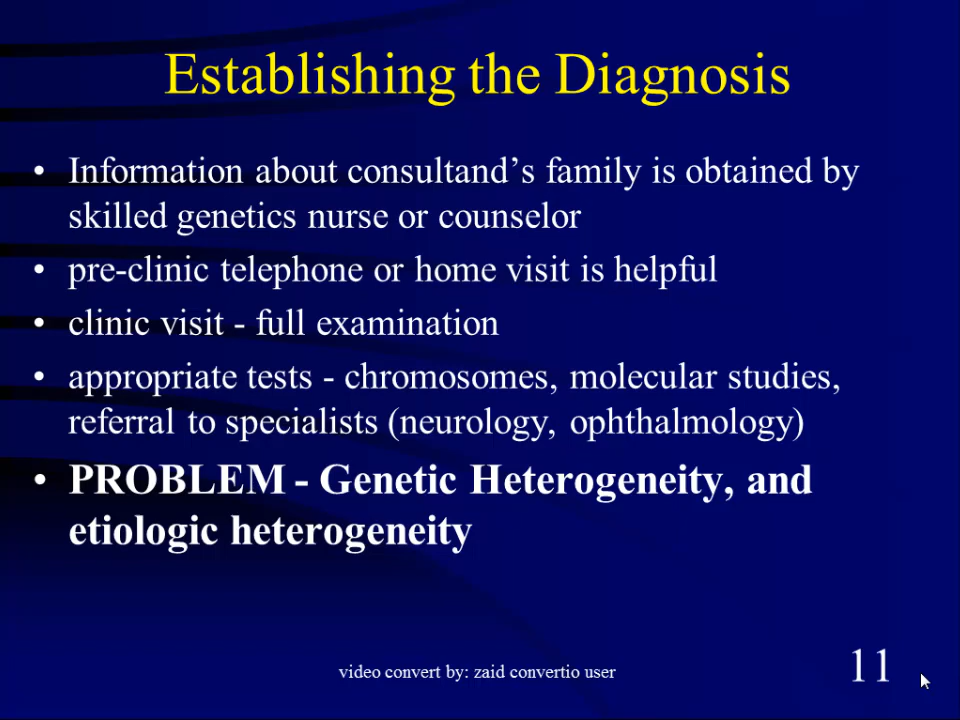 Establishing the Diagnosis
• Information about consultand's family is obtained by
skilled genetics nurse or counselor
• pre-clinic telephone or home visit is helpful
• clinic visit - full examination
• appropriate tests - chromosomes, molecular studies,
referral to specialists (neurology, ophthalmology)
• PROBLEM - Genetic Heterogeneity, and
etiologic heterogeneity
video convert by: zaid convertio user
11